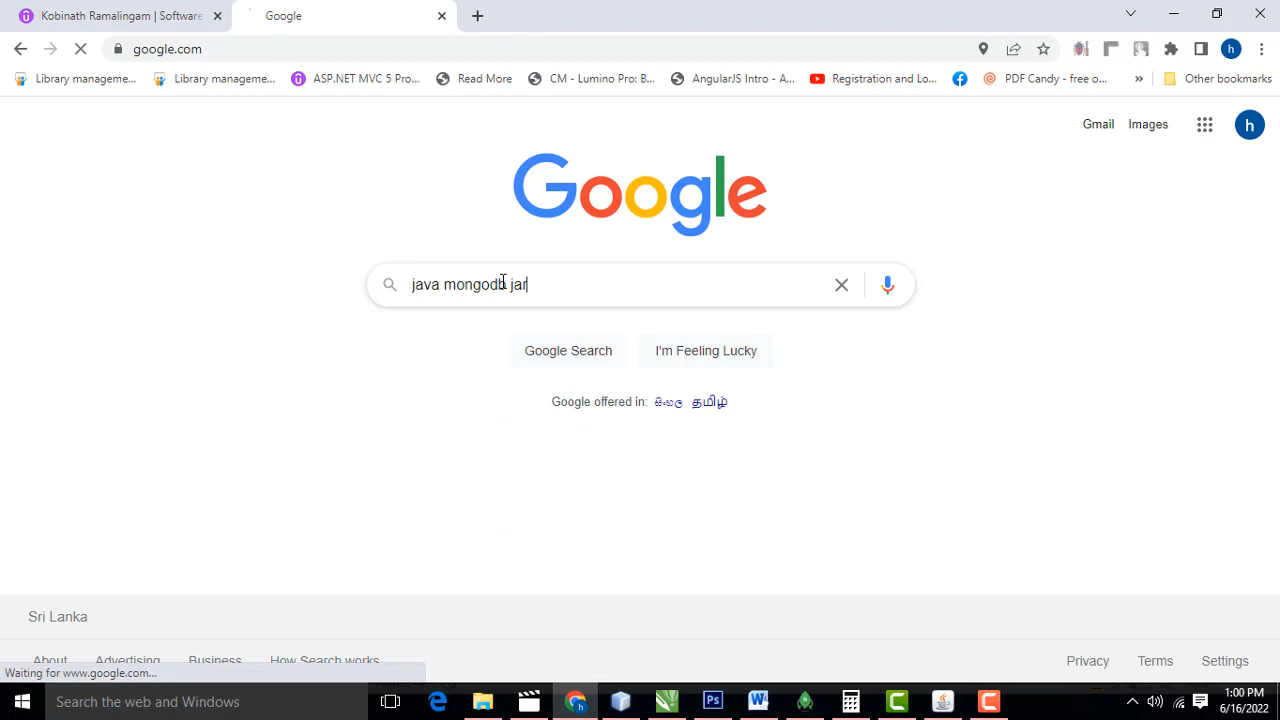 Kobinath Ramalingam | Software
Google
google.com
h
Library manageme...
Library manageme...
ASP.NET MVC 5 Pro...
Read More
CM - Lumino Pro: B...
AngularJS Intro - A...
Registration and Lo...
PDF Candy - free o...
Other bookmarks
Gmail
Images
h
Google
java mongodb jar
Google Search
I'm Feeling Lucky
Google offered in: සිංහල தமிழ்
Sri Lanka
About
Advertising
Business
How Search works
Privacy
Terms
Settings
Waiting for www.google.com...
Search the web and Windows
1:00 PM
6/16/2022